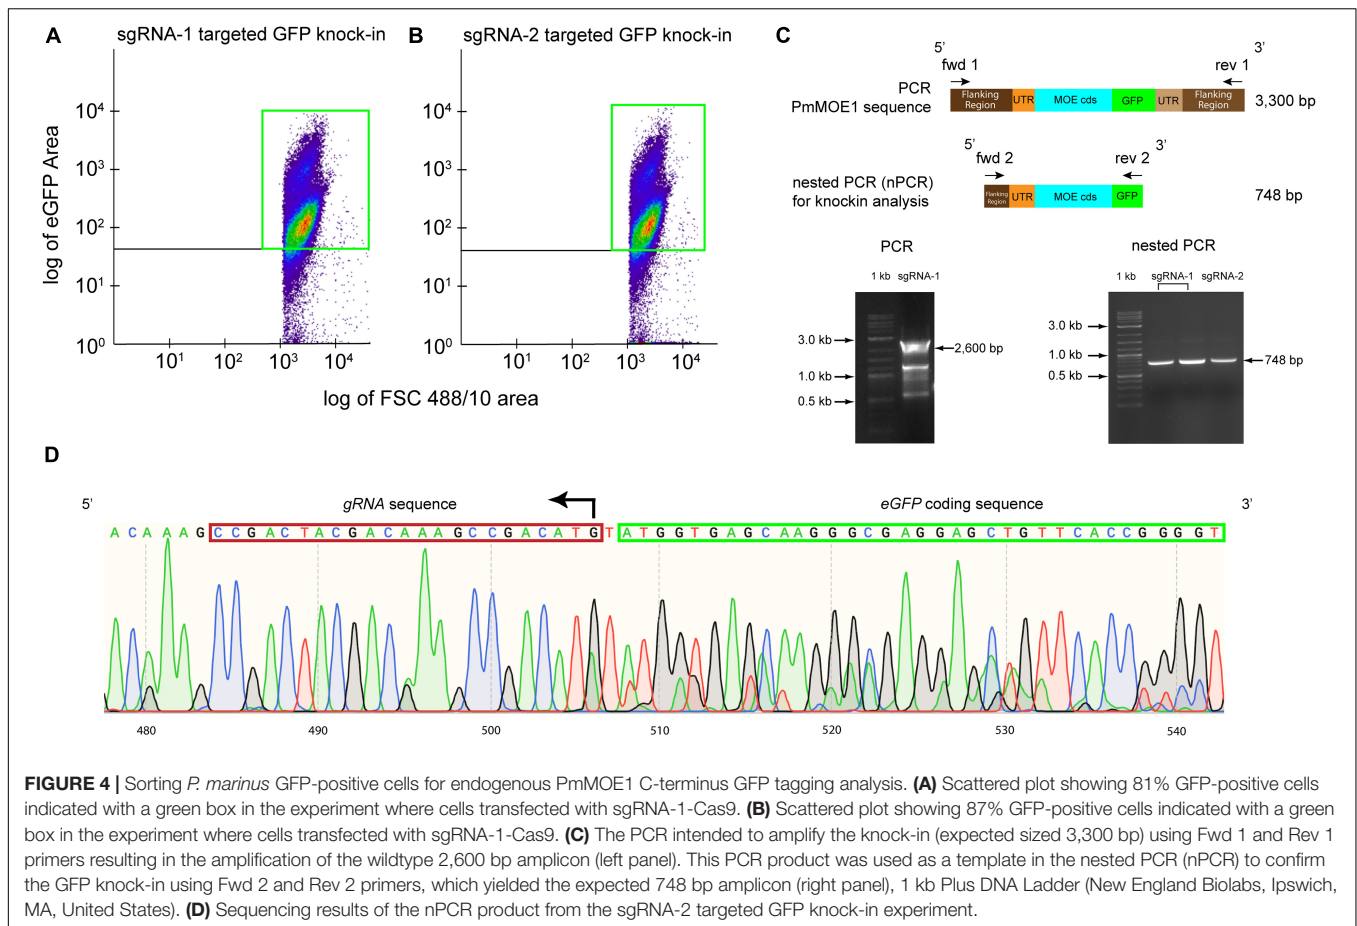 A sgRNA-1 targeted GFP knock-in
log of eGFP Area
10⁴
10³
10²
10¹
10⁰
10¹ 10² 10³ 10⁴
B sgRNA-2 targeted GFP knock-in
10⁴
10³
10²
10¹
10⁰
10¹ 10² 10³ 10⁴
log of FSC 488/10 area
C
5' 3'
fwd 1 rev 1
PCR
PmMOE1 sequence
Flanking Region UTR MOE cds GFP UTR Flanking Region
3,300 bp
5' 3'
fwd 2 rev 2
nested PCR (nPCR)
for knockin analysis
Flanking Region UTR MOE cds GFP
748 bp
PCR
1 kb sgRNA-1
3.0 kb
2,600 bp
1.0 kb
0.5 kb
nested PCR
1 kb sgRNA-1 sgRNA-2
3.0 kb
1.0 kb
748 bp
0.5 kb
D
5' gRNA sequence eGFP coding sequence 3'
A C A A A G C C G A C T A C G A C A A A G C C G A C A T G T A T G G T G A G C A A G G G C G A G G A G C T G T T C A C C G G G G T
480 490 500 510 520 530 540
FIGURE 4 | Sorting P. marinus GFP-positive cells for endogenous PmMOE1 C-terminus GFP tagging analysis. (A) Scattered plot showing 81% GFP-positive cells
indicated with a green box in the experiment where cells transfected with sgRNA-1-Cas9. (B) Scattered plot showing 87% GFP-positive cells indicated with a green
box in the experiment where cells transfected with sgRNA-1-Cas9. (C) The PCR intended to amplify the knock-in (expected sized 3,300 bp) using Fwd 1 and Rev 1
primers resulting in the amplification of the wildtype 2,600 bp amplicon (left panel). This PCR product was used as a template in the nested PCR (nPCR) to confirm
the GFP knock-in using Fwd 2 and Rev 2 primers, which yielded the expected 748 bp amplicon (right panel), 1 kb Plus DNA Ladder (New England Biolabs, Ipswich,
MA, United States). (D) Sequencing results of the nPCR product from the sgRNA-2 targeted GFP knock-in experiment.